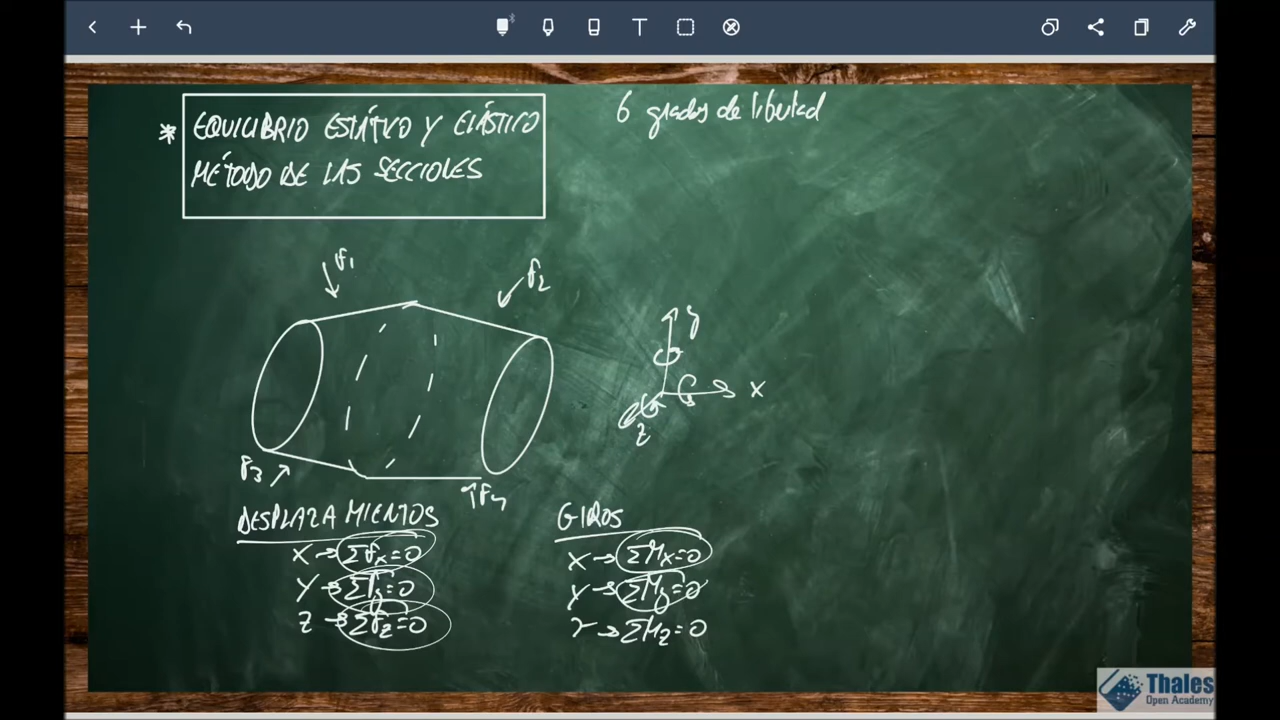 * EQUILIBRIO ESTÁTICO Y ELÁSTICO
MÉTODO DE LAS SECCIONES
6 grados de libertad
F1
F2
y
x
z
F3
F4
DESPLAZAMIENTOS
X → ΣFx=0
Y → ΣFy=0
Z → ΣFz=0
GIROS
X → ΣMx=0
Y → ΣMy=0
Z → ΣMz=0
Thales
Open Academy